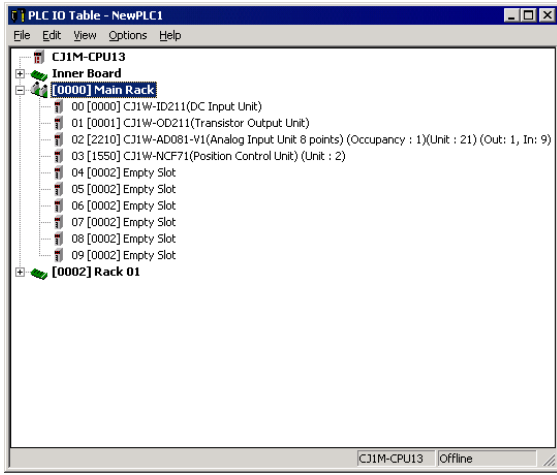 PLC IO Table - NewPLC1
File Edit View Options Help
CJ1M-CPU13
Inner Board
[0000] Main Rack
00 [0000] CJ1W-ID211(DC Input Unit)
01 [0001] CJ1W-OD211(Transistor Output Unit)
02 [2210] CJ1W-AD081-V1(Analog Input Unit 8 points) (Occupancy : 1)(Unit : 21) (Out: 1, In: 9)
03 [1550] CJ1W-NCF71(Position Control Unit) (Unit : 2)
04 [0002] Empty Slot
05 [0002] Empty Slot
06 [0002] Empty Slot
07 [0002] Empty Slot
08 [0002] Empty Slot
09 [0002] Empty Slot
[0002] Rack 01
CJ1M-CPU13 Offline